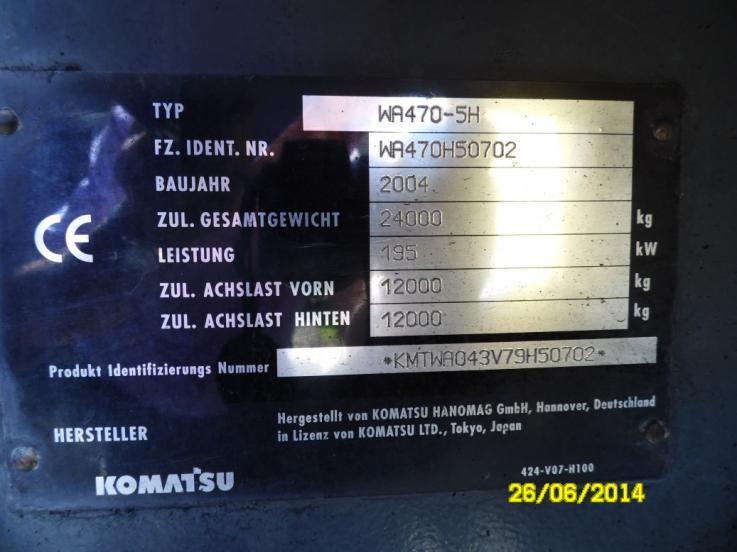 TYP WA470-5H
FZ. IDENT. NR. WA470H50702
BAUJAHR 2004
ZUL. GESAMTGEWICHT 24000 kg
LEISTUNG 195 kW
ZUL. ACHSLAST VORN 12000 kg
ZUL. ACHSLAST HINTEN 12000 kg
CE
Produkt Identifizierungs Nummer *KMTWA043V79H50702*
HERSTELLER
Hergestellt von KOMATSU HANOMAG GmbH, Hannover, Deutschland
in Lizenz von KOMATSU LTD., Tokyo, Japan
KOMATSU
424-V07-H100
26/06/2014